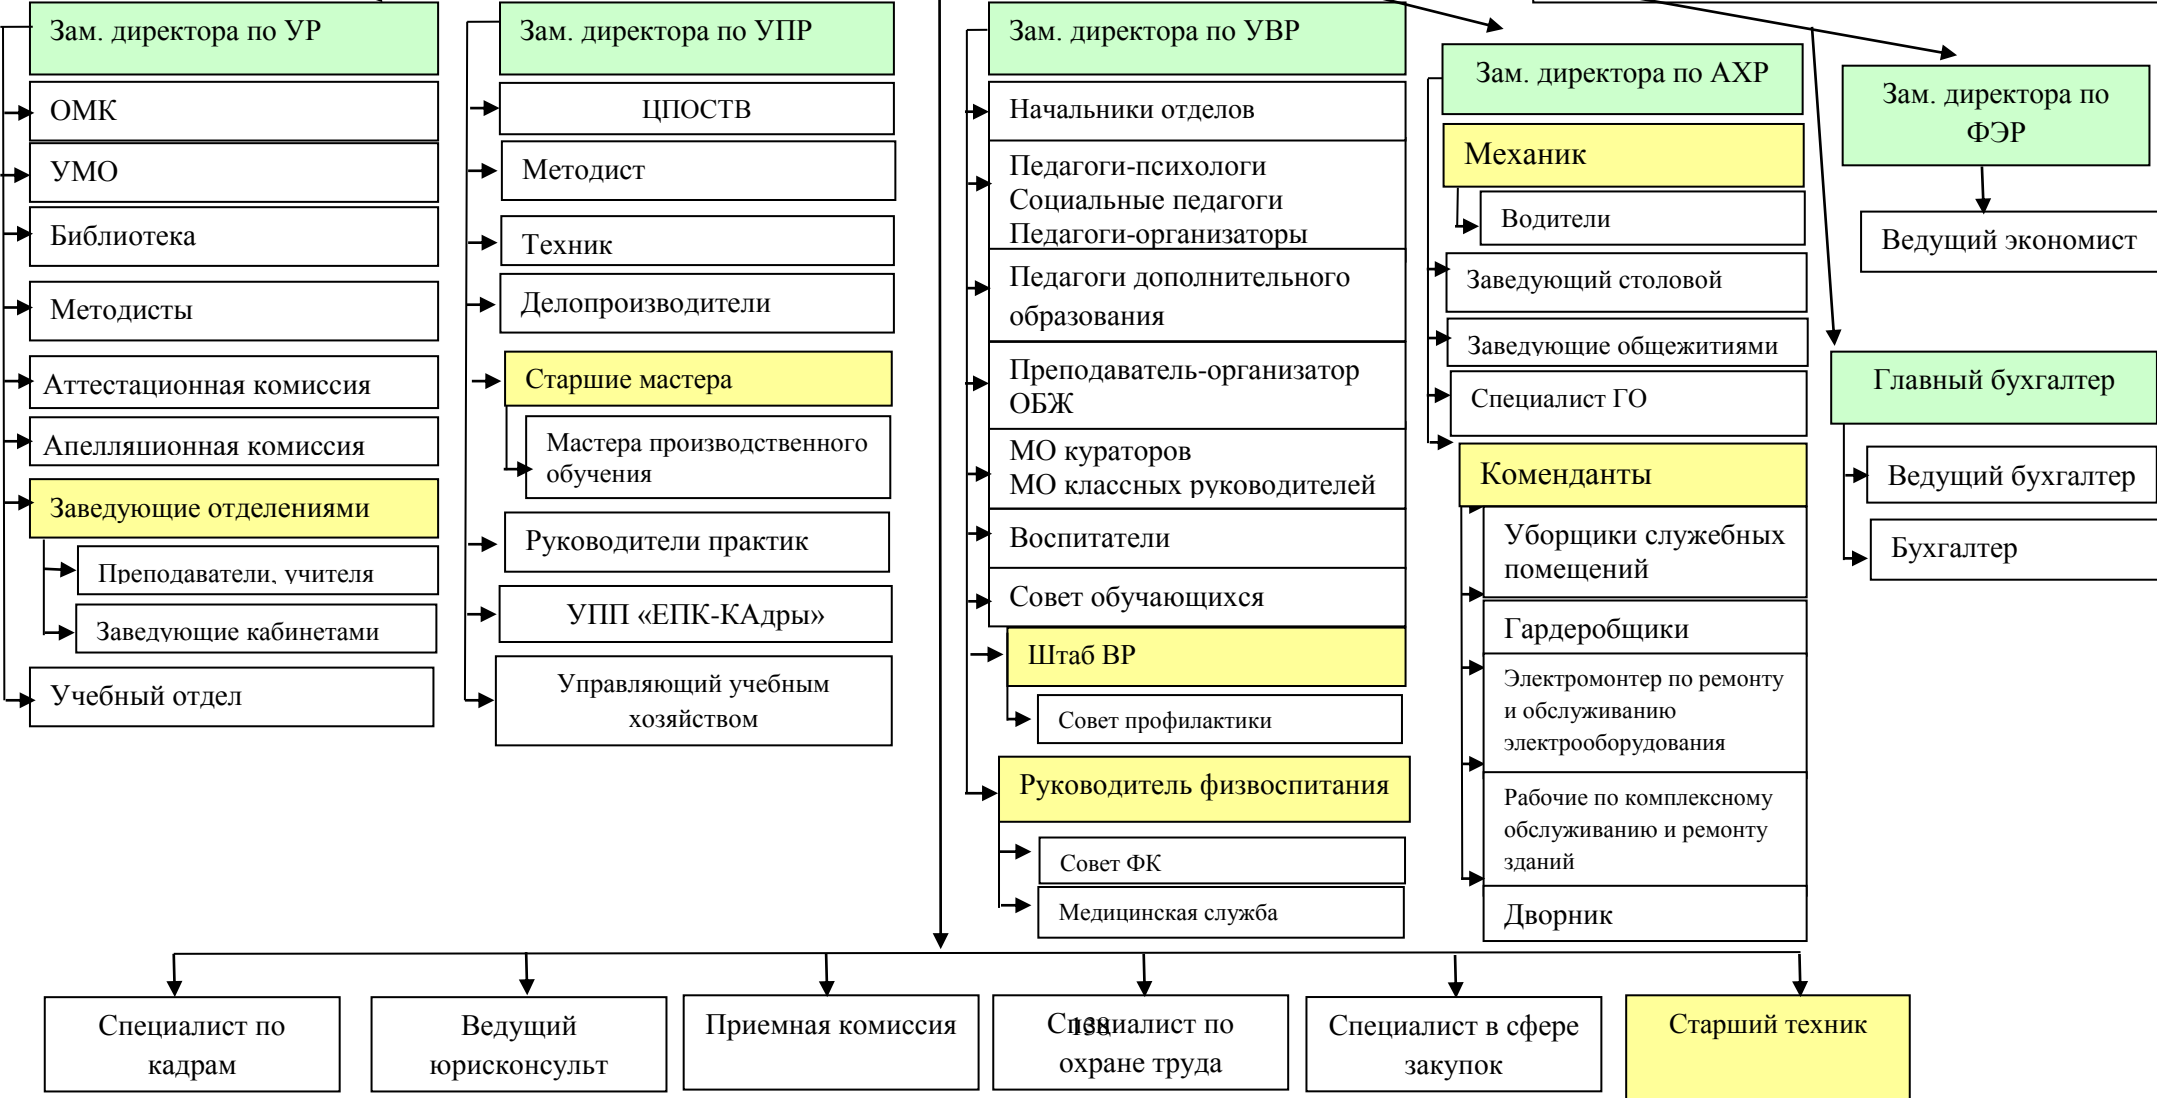 Зам. директора по УР
ОМК
УМО
Библиотека
Методисты
Аттестационная комиссия
Апелляционная комиссия
Заведующие отделениями
Преподаватели, учителя
Заведующие кабинетами
Учебный отдел
Зам. директора по УПР
ЦПОСТВ
Методист
Техник
Делопроизводители
Старшие мастера
Мастера производственного
обучения
Руководители практик
УПП «ЕПК-КАдры»
Управляющий учебным
хозяйством
Зам. директора по УВР
Начальники отделов
Педагоги-психологи
Социальные педагоги
Педагоги-организаторы
Педагоги дополнительного
образования
Преподаватель-организатор
ОБЖ
МО кураторов
МО классных руководителей
Воспитатели
Совет обучающихся
Штаб ВР
Совет профилактики
Руководитель физвоспитания
Совет ФК
Медицинская служба
Зам. директора по АХР
Механик
Водители
Заведующий столовой
Заведующие общежитиями
Специалист ГО
Коменданты
Уборщики служебных
помещений
Гардеробщики
Электромонтер по ремонту
и обслуживанию
электрооборудования
Рабочие по комплексному
обслуживанию и ремонту
зданий
Дворник
Зам. директора по
ФЭР
Ведущий экономист
Главный бухгалтер
Ведущий бухгалтер
Бухгалтер
Специалист по
кадрам
Ведущий
юрисконсульт
Приемная комиссия
Специалист по
охране труда
138
Специалист в сфере
закупок
Старший техник